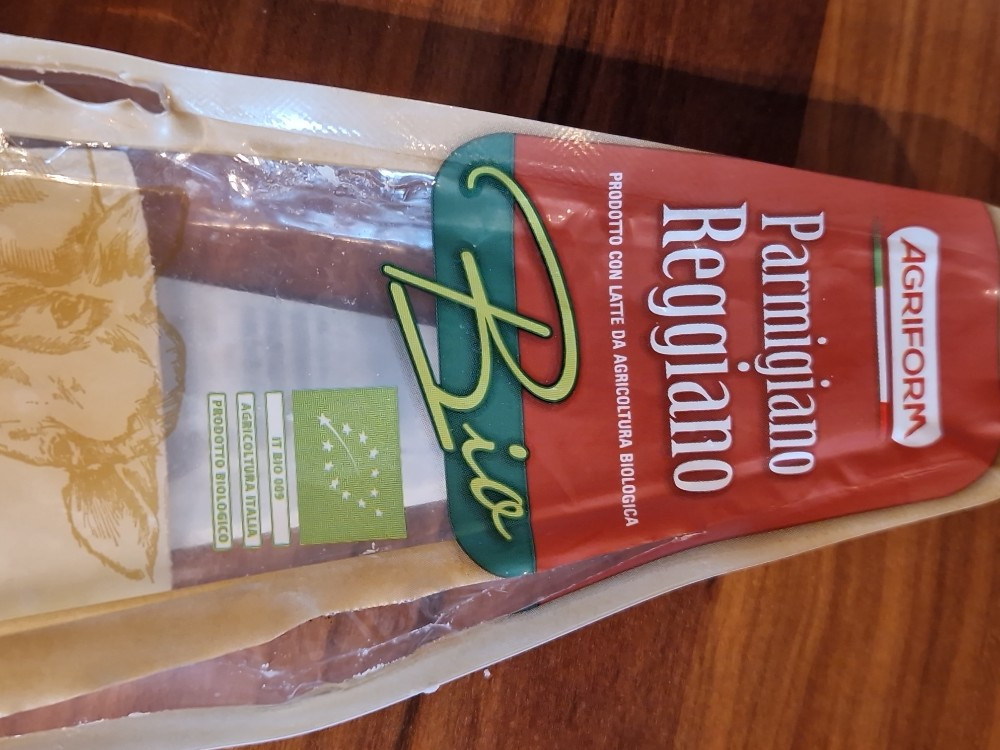 AGRIFORM
Parmigiano
Reggiano
PRODOTTO CON LATTE DA AGRICOLTURA BIOLOGICA
Bio
IT BIO 009
AGRICOLTURA ITALIA
PRODOTTO BIOLOGICO